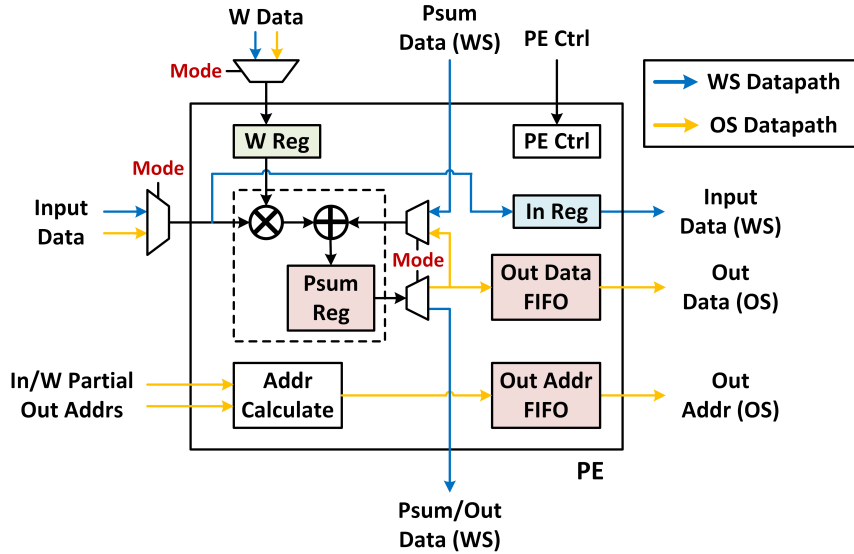 W Data
Psum
Data (WS)
PE Ctrl
Mode
WS Datapath
OS Datapath
W Reg
PE Ctrl
Mode
Input
Data
In Reg
Input
Data (WS)
Mode
Psum
Reg
Out Data
FIFO
Out
Data (OS)
In/W Partial
Out Addrs
Addr
Calculate
Out Addr
FIFO
Out
Addr (OS)
PE
Psum/Out
Data (WS)